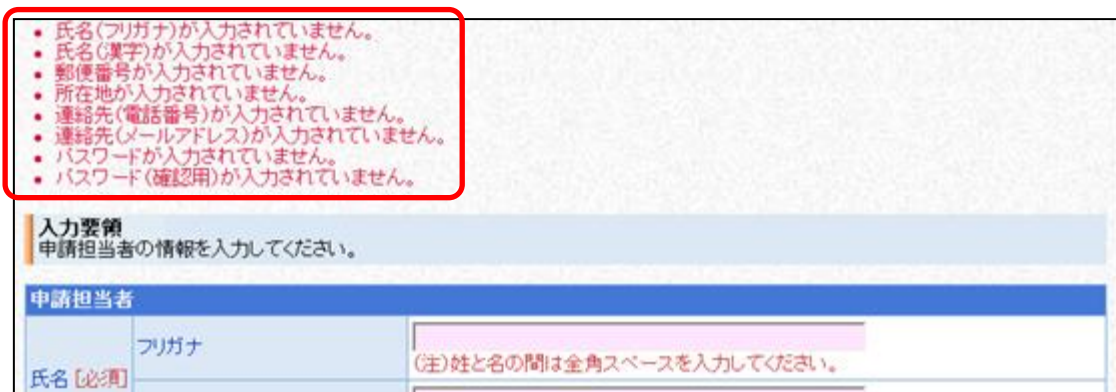 • 氏名(フリガナ)が入力されていません。
• 氏名(漢字)が入力されていません。
• 郵便番号が入力されていません。
• 所在地が入力されていません。
• 連絡先(電話番号)が入力されていません。
• 連絡先(メールアドレス)が入力されていません。
• パスワードが入力されていません。
• パスワード(確認用)が入力されていません。
入力要領
申請担当者の情報を入力してください。
申請担当者
フリガナ
(注)姓と名の間は全角スペースを入力してください。
氏名[必須]